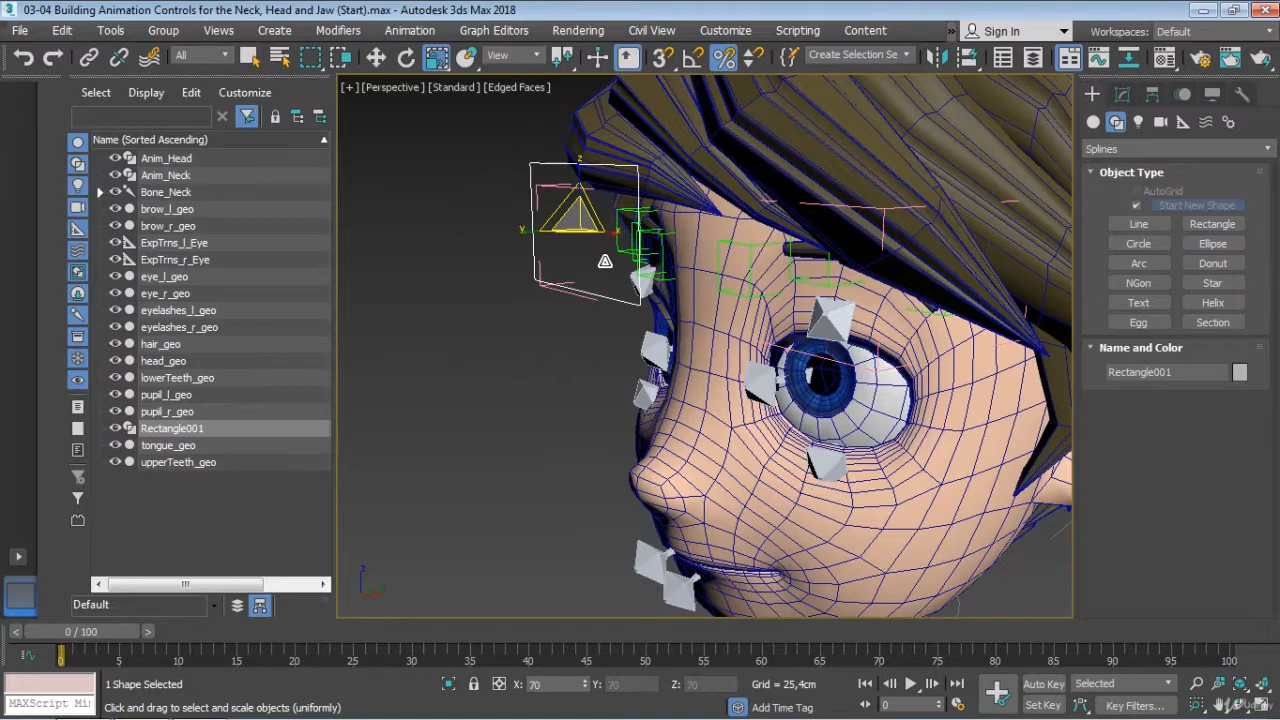 03-04 Building Animation Controls for the Neck, Head and Jaw (Start).max - Autodesk 3ds Max 2018
File Edit Tools Group Views Create Modifiers Animation Graph Editors Rendering Civil View Customize Scripting Content » Sign In Workspaces: Default
All View Create Selection Se
Select Display Edit Customize
[+] [Perspective] [Standard] [Edged Faces]
Name (Sorted Ascending)
Anim_Head
Anim_Neck
Bone_Neck
brow_l_geo
brow_r_geo
ExpTrns_l_Eye
ExpTrns_r_Eye
eye_l_geo
eye_r_geo
eyelashes_l_geo
eyelashes_r_geo
hair_geo
head_geo
lowerTeeth_geo
pupil_l_geo
pupil_r_geo
Rectangle001
tongue_geo
upperTeeth_geo
Default
z
y
x
z
Splines
Object Type
AutoGrid
Start New Shape
Line Rectangle
Circle Ellipse
Arc Donut
NGon Star
Text Helix
Egg Section
Name and Color
Rectangle001
< 0 / 100 >
0 5 10 15 20 25 30 35 40 45 50 55 60 65 70 75 80 85 90 95 100
1 Shape Selected X: 70 Y: 70 Z: 70 Grid = 25,4cm Auto Key Selected
MAXScript Mi Click and drag to select and scale objects (uniformly) Add Time Tag 0 Set Key Key Filters...